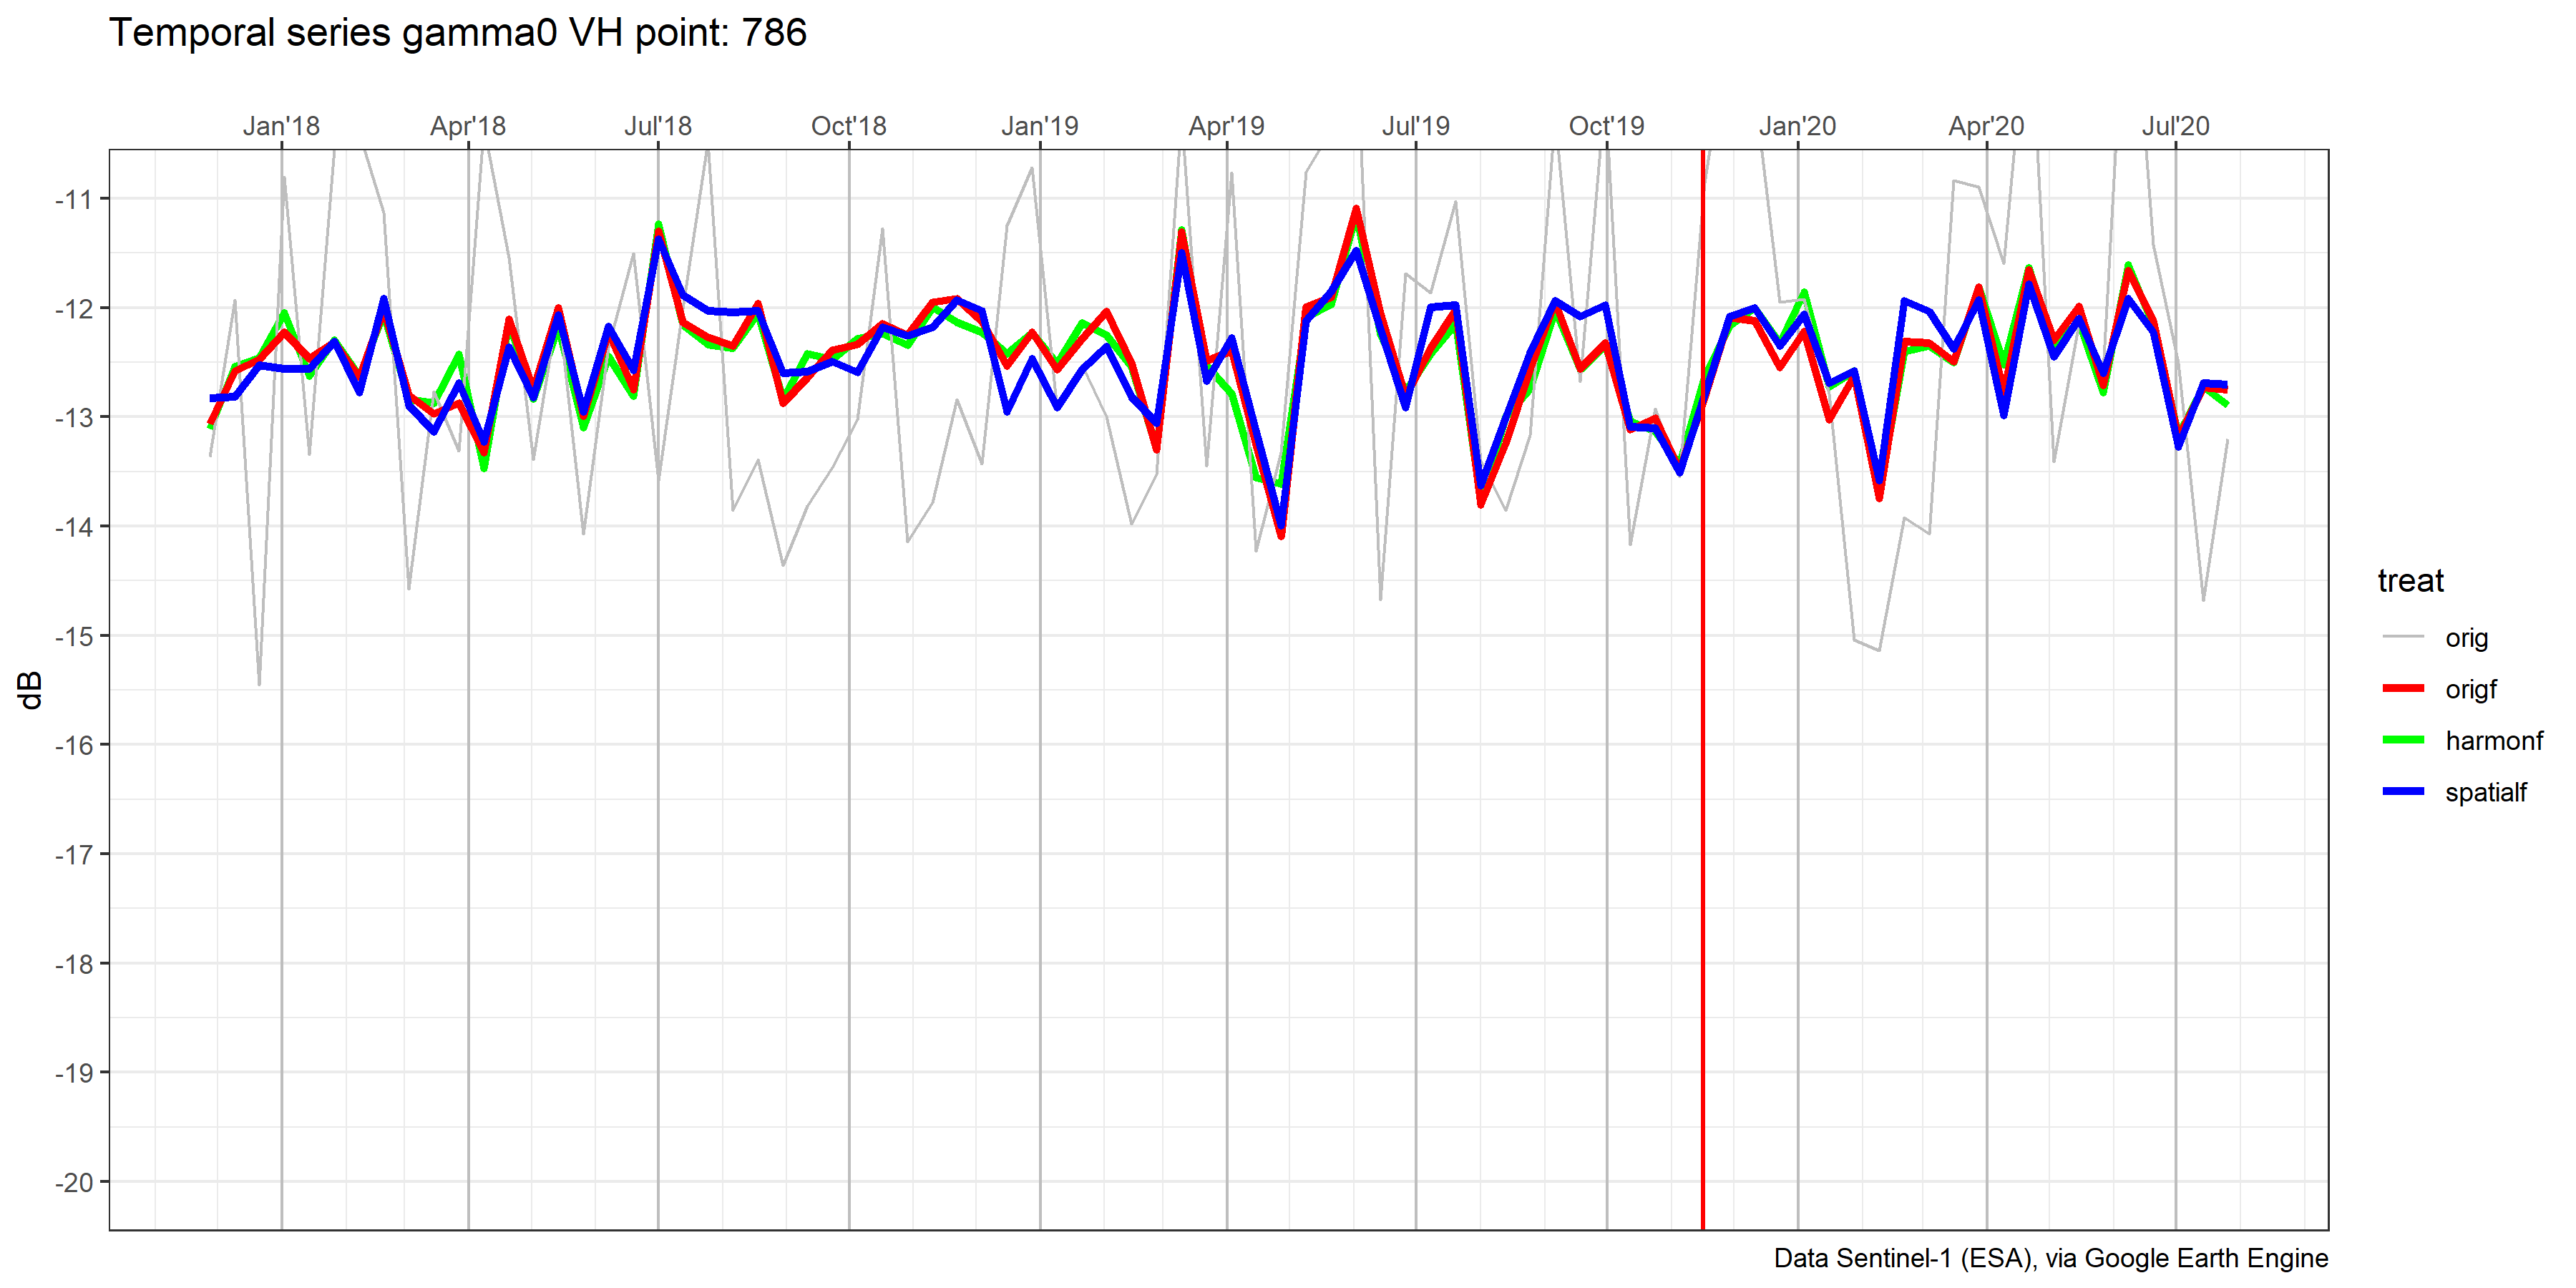 Temporal series gamma0 VH point: 786
Jan'18 Apr'18 Jul'18 Oct'18 Jan'19 Apr'19 Jul'19 Oct'19 Jan'20 Apr'20 Jul'20
-11
-12
-13
-14
-15
-16
-17
-18
-19
-20
dB
treat
orig
origf
harmonf
spatialf
Data Sentinel-1 (ESA), via Google Earth Engine